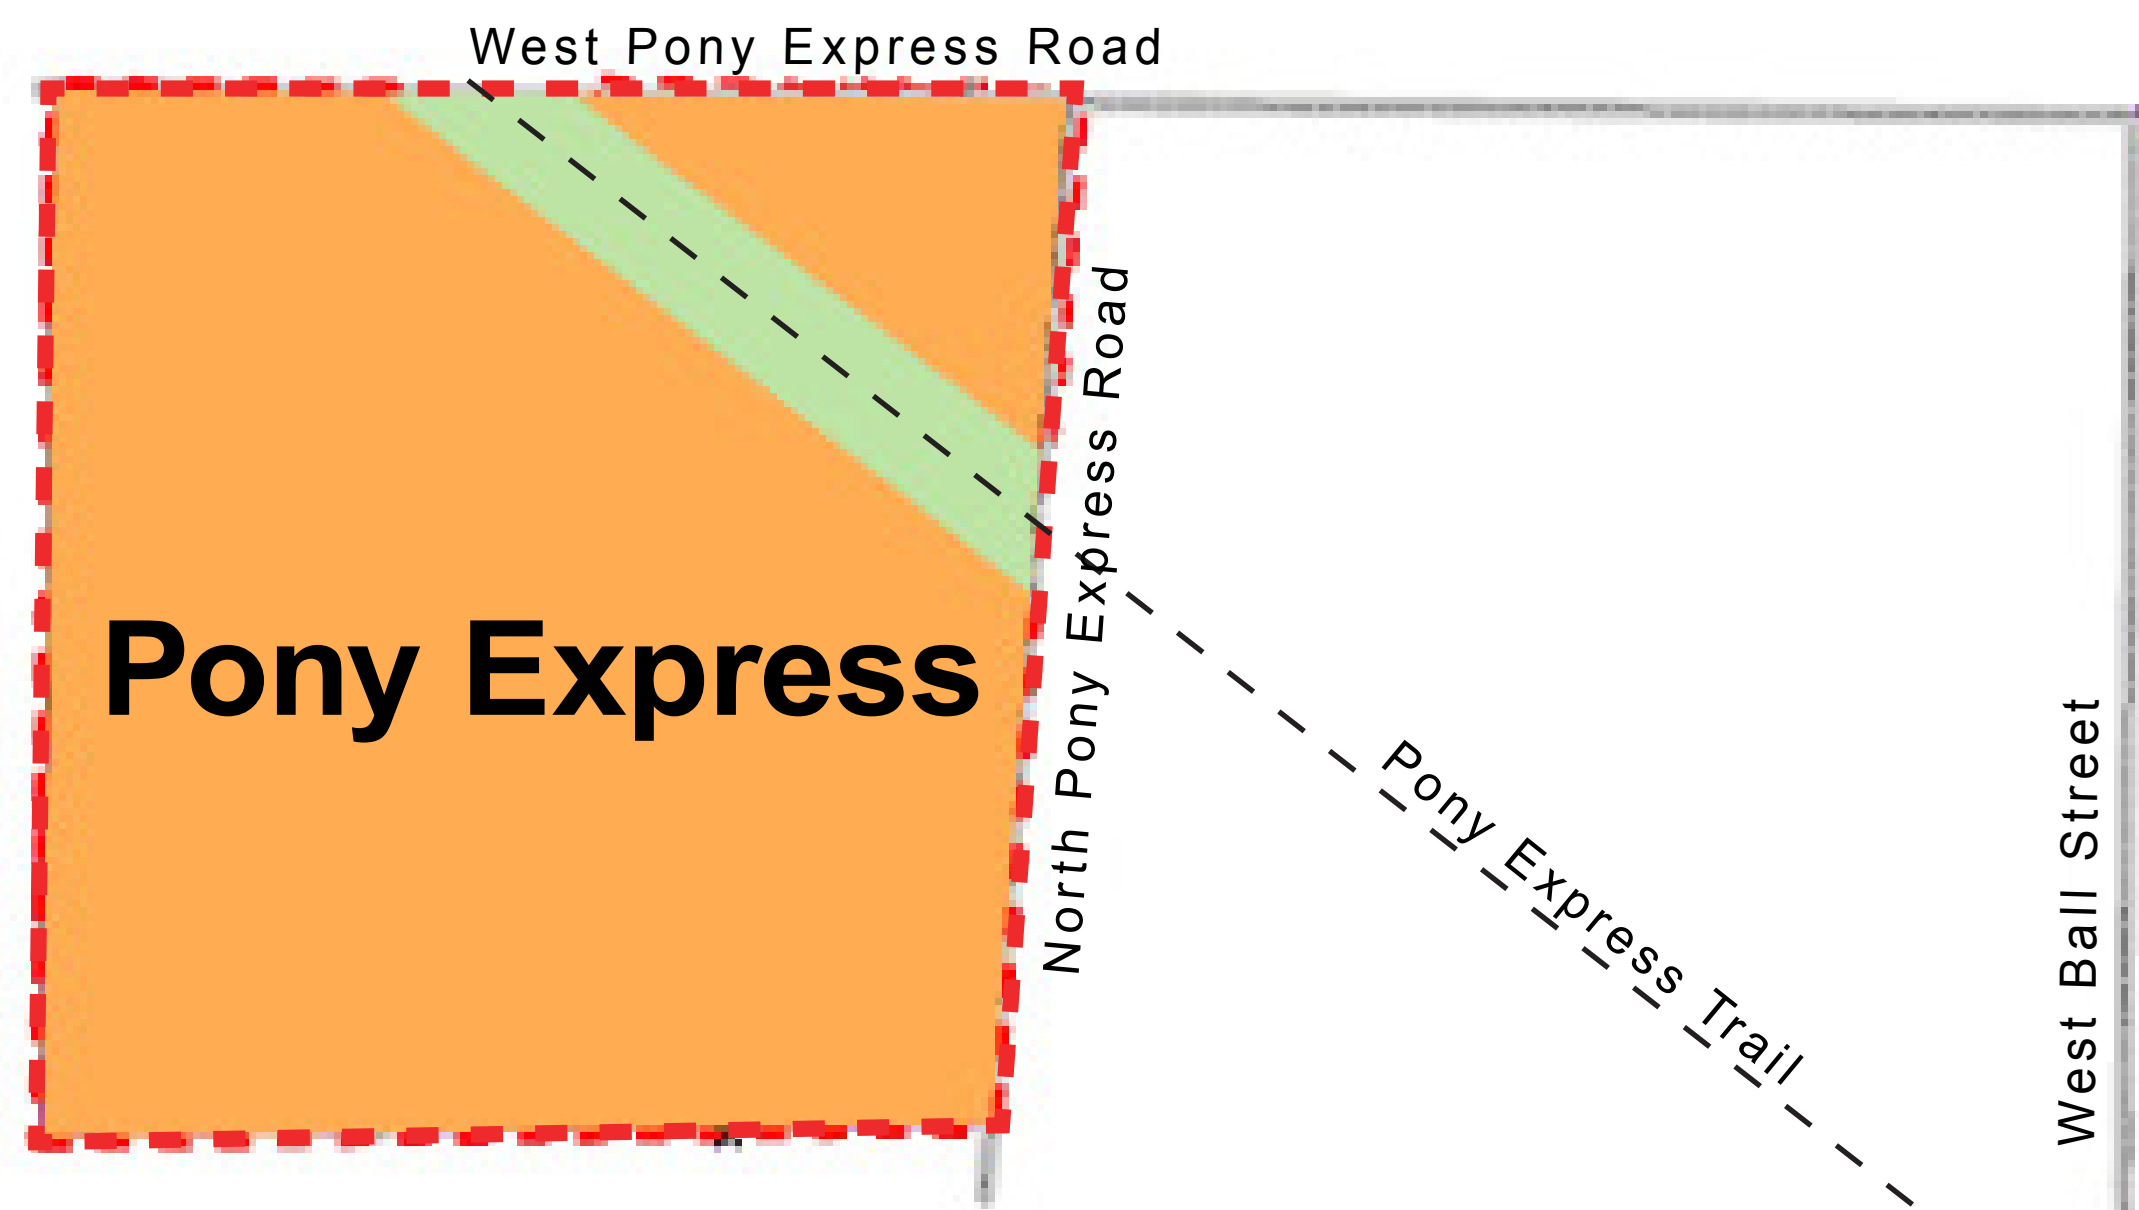 West Pony Express Road
North Pony Express Road
Pony Express
Pony Express Trail
West Ball Street